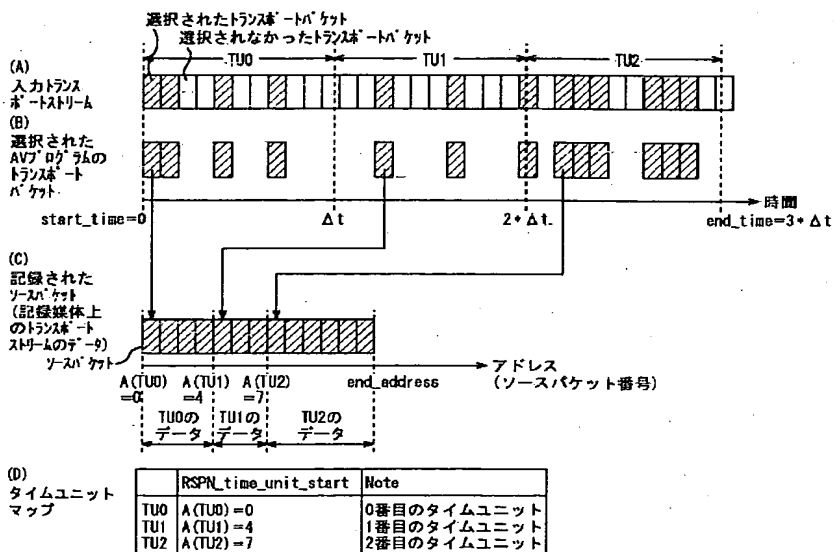 選択されたトランスポートパケット
選択されなかったトランスポートパケット
TU0 TU1 TU2
(A)
入力トランス
ポートストリーム
(B)
選択された
AVプログラムの
トランスポート
パケット
時間
start_time=0 Δt 2*Δt end_time=3*Δt
(C)
記録された
ソースパケット
(記録媒体上
のトランスポート
ストリームのデータ)
ソースパケット
アドレス
(ソースパケット番号)
A(TU0) A(TU1) A(TU2) end_address
=0 =4 =7
TU0の TU1の TU2の
データ データ データ
(D)
タイムユニット
マップ
RSPN_time_unit_start Note
TU0 A(TU0)=0 0番目のタイムユニット
TU1 A(TU1)=4 1番目のタイムユニット
TU2 A(TU2)=7 2番目のタイムユニット